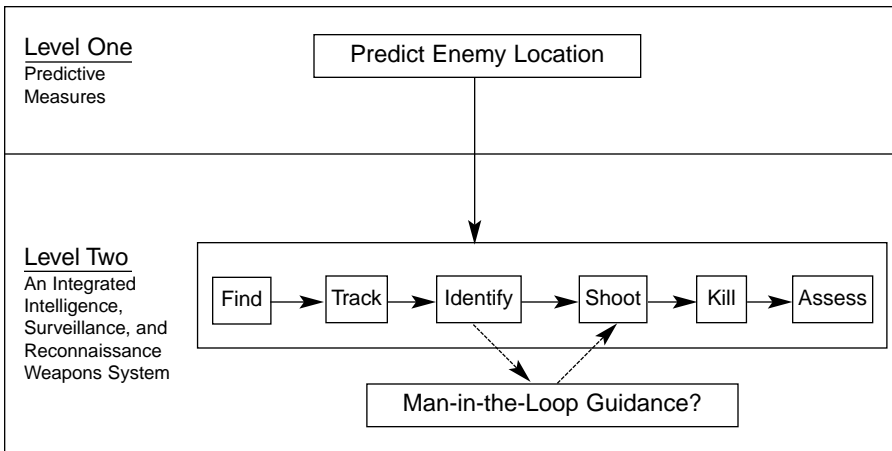 Level One
Predictive
Measures
Predict Enemy Location
Level Two
An Integrated
Intelligence,
Surveillance, and
Reconnaissance
Weapons System
Find
Track
Identify
Shoot
Kill
Assess
Man-in-the-Loop Guidance?